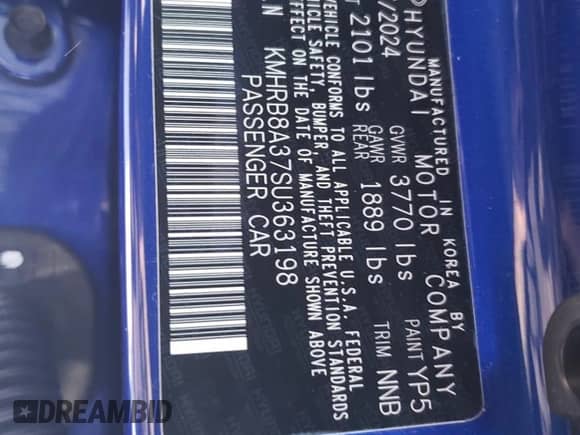 MANUFACTURED IN KOREA BY
HYUNDAI MOTOR COMPANY
/2024 GVWR 3770 lbs PAINT YP5
2101 lbs GAWR REAR 1889 lbs TRIM NNB
VEHICLE CONFORMS TO ALL APPLICABLE U.S.A. FEDERAL
VEHICLE SAFETY, BUMPER, AND THEFT PREVENTION STANDARDS
EFFECT ON THE DATE OF MANUFACTURE SHOWN ABOVE
KMHRB8A37SU363198
PASSENGER CAR
DREAMBID